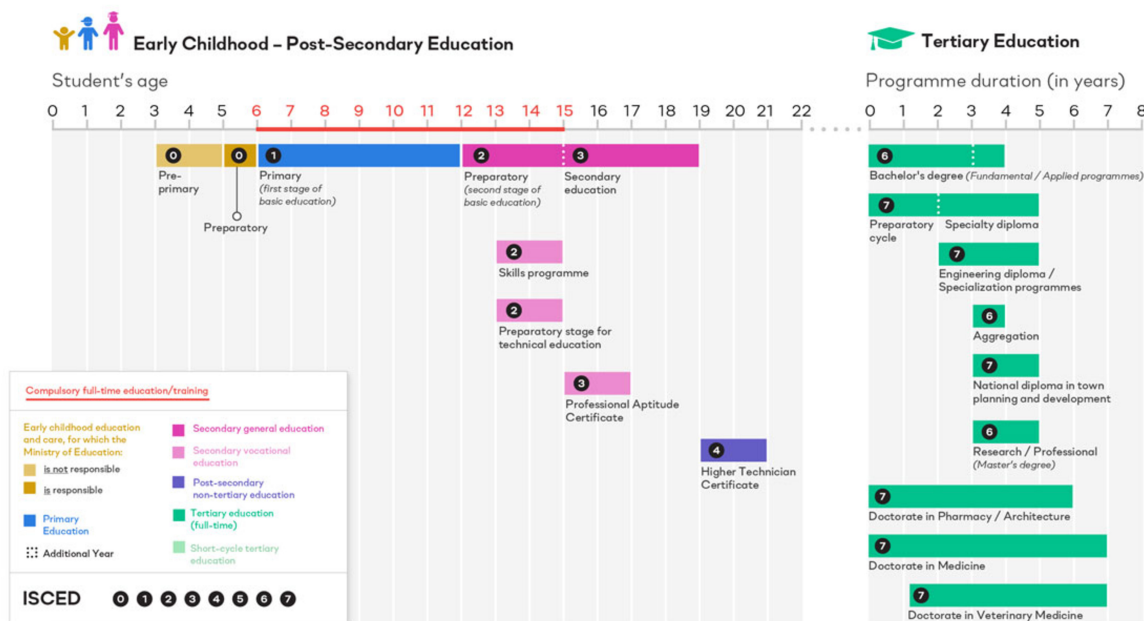 Early Childhood – Post-Secondary Education
Student's age
0 1 2 3 4 5 6 7 8 9 10 11 12 13 14 15 16 17 18 19 20 21 22
0
0
1
2
3
Pre-
primary
Preparatory
Primary
(first stage of
basic education)
Preparatory
(second stage of
basic education)
Secondary
education
2
Skills programme
2
Preparatory stage for
technical education
3
Professional Aptitude
Certificate
4
Higher Technician
Certificate
Compulsory full-time education/training
Early childhood education
and care, for which the
Ministry of Education:
is not responsible
is responsible
Primary
Education
Additional Year
Secondary general education
Secondary vocational
education
Post-secondary
non-tertiary education
Tertiary education
(full-time)
Short-cycle tertiary
education
ISCED 0 1 2 3 4 5 6 7
Tertiary Education
Programme duration (in years)
0 1 2 3 4 5 6 7 8
6
Bachelor's degree (Fundamental / Applied programmes)
7
Preparatory
cycle
Specialty diploma
7
Engineering diploma /
Specialization programmes
6
Aggregation
7
National diploma in town
planning and development
6
Research / Professional
(Master's degree)
7
Doctorate in Pharmacy / Architecture
7
Doctorate in Medicine
7
Doctorate in Veterinary Medicine